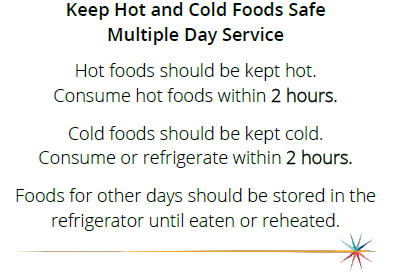 Keep Hot and Cold Foods Safe
Multiple Day Service
Hot foods should be kept hot.
Consume hot foods within 2 hours.
Cold foods should be kept cold.
Consume or refrigerate within 2 hours.
Foods for other days should be stored in the
refrigerator until eaten or reheated.